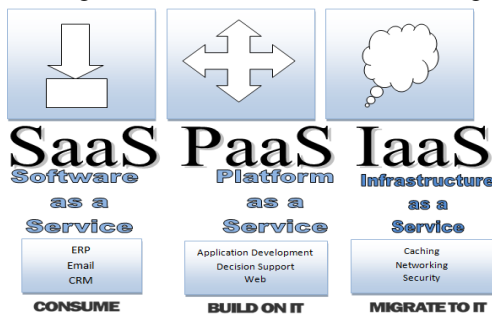 SaaS PaaS IaaS
Software Platform Infrastructure
as a as a as a
Service Service Service
ERP
Email
CRM
Application Development
Decision Support
Web
Caching
Networking
Security
CONSUME BUILD ON IT MIGRATE TO IT